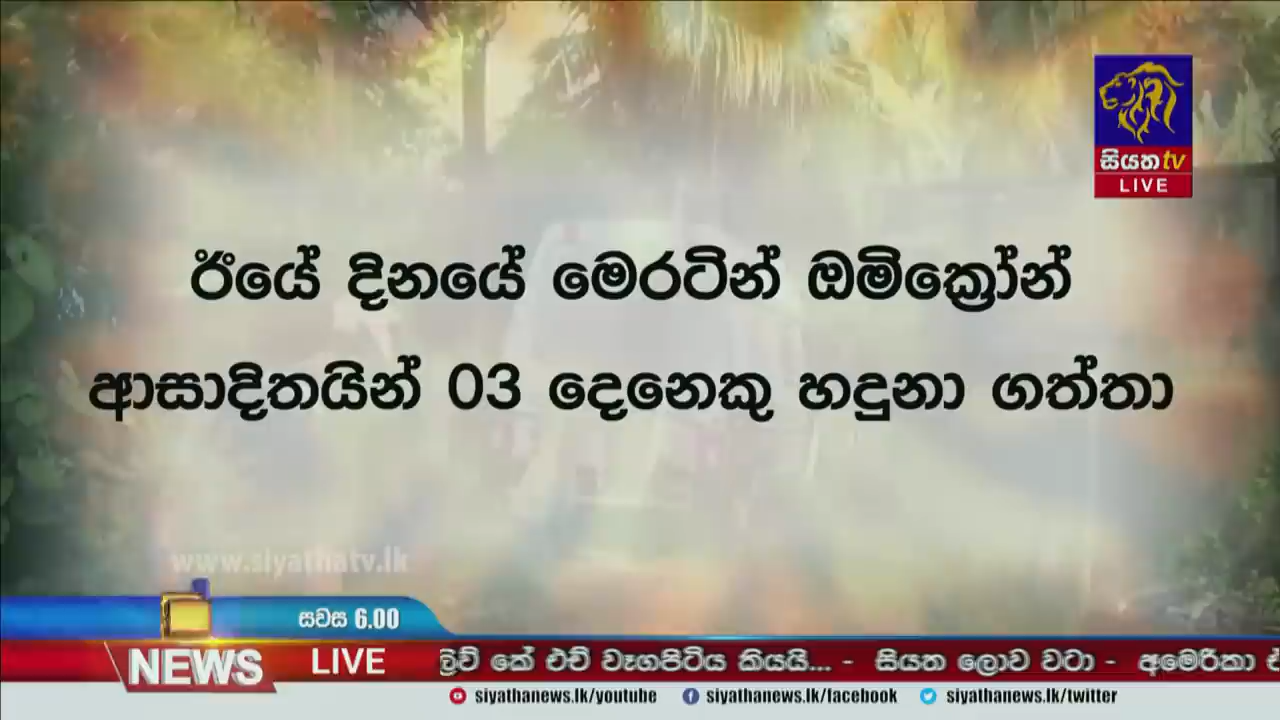 සියත tv
LIVE
ඊයේ දිනයේ මෙරටින් ඔමික්‍රෝන්
ආසාදිතයින් 03 දෙනෙකු හදුනා ගත්තා
www.siyathatv.lk
සවස 6.00
NEWS LIVE
කේ එච් වෑගපිටිය කියයි... - සියත ලොව වටා - අමෙරිකා
siyathanews.lk/youtube siyathanews.lk/facebook siyathanews.lk/twitter